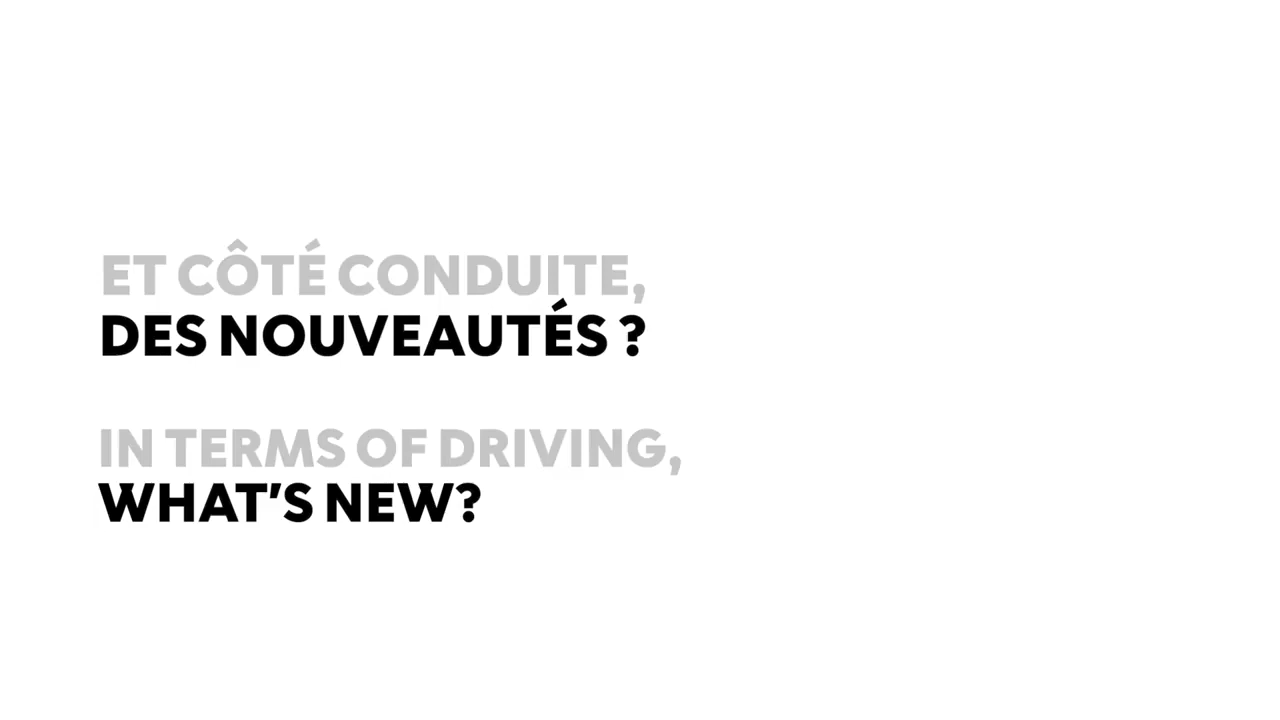 ET CÔTÉ CONDUITE,
DES NOUVEAUTÉS ?
IN TERMS OF DRIVING,
WHAT'S NEW?